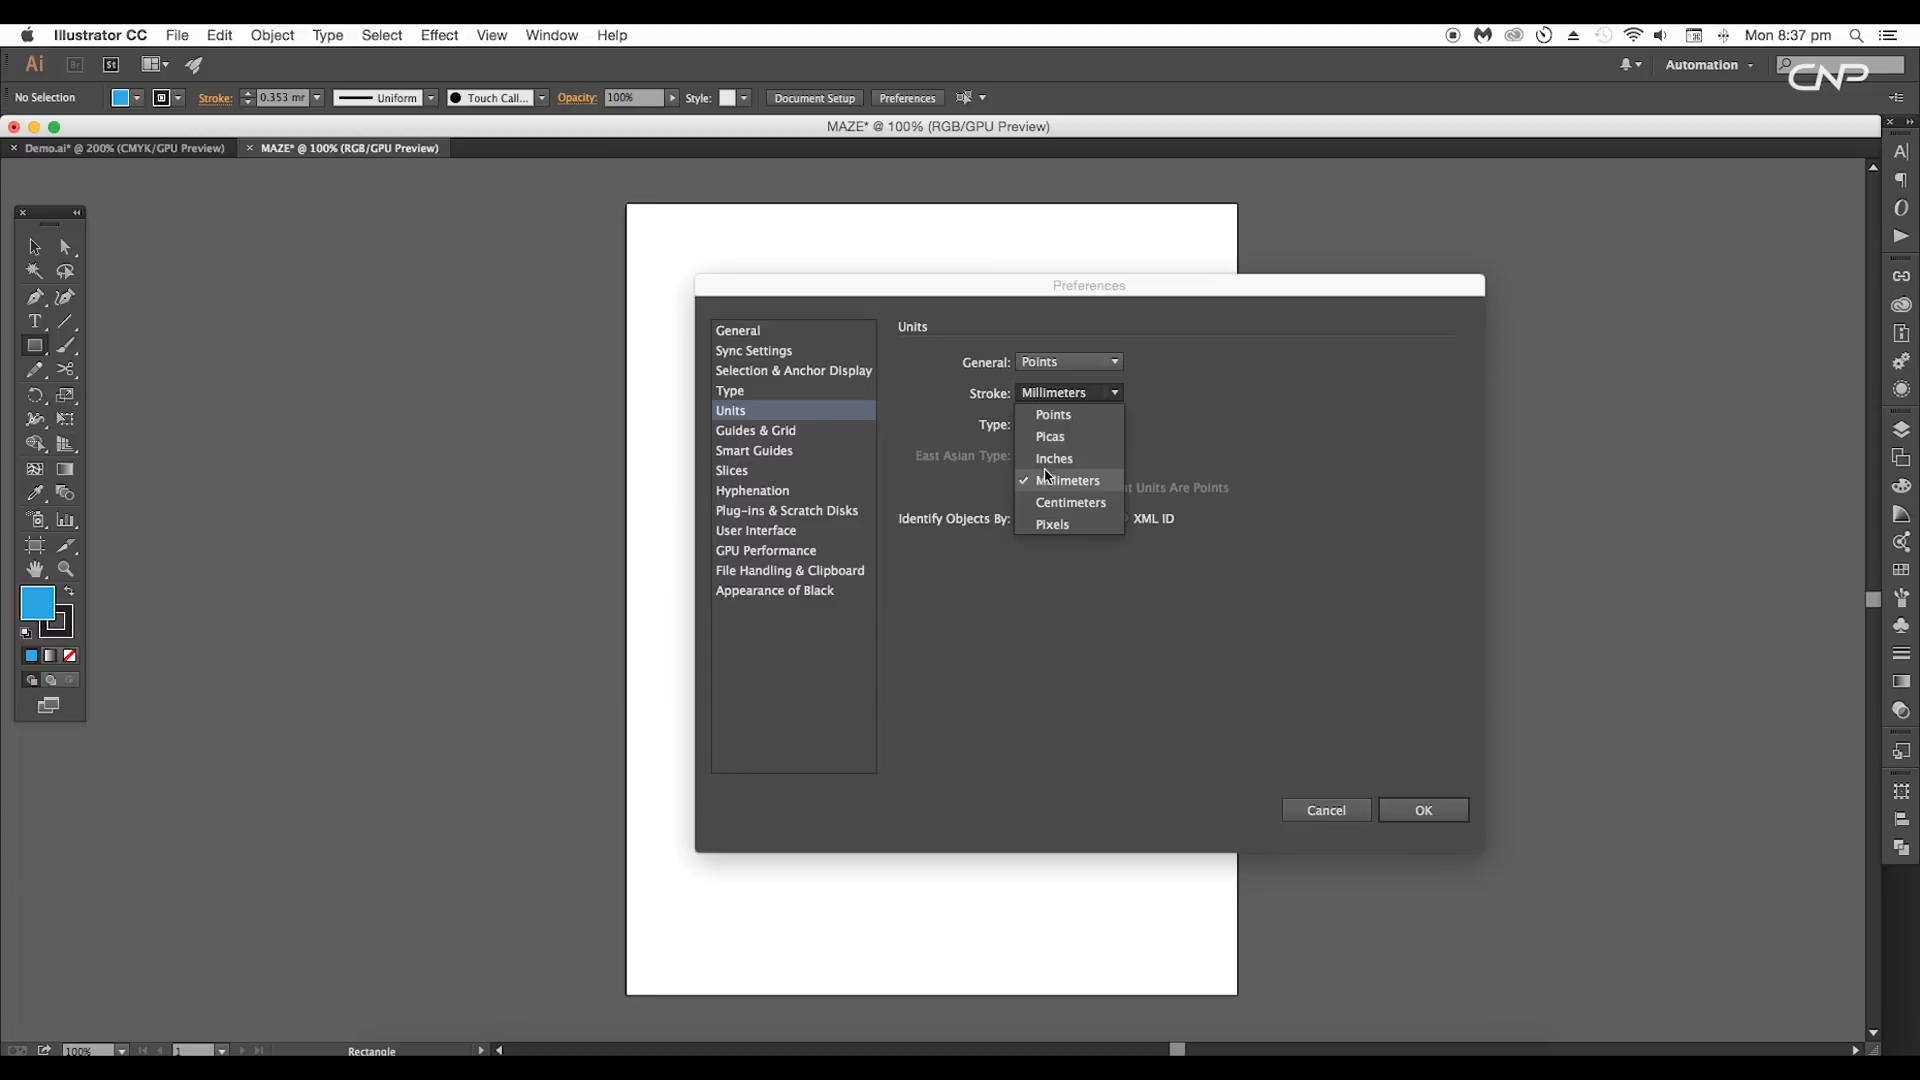 Illustrator CC File Edit Object Type Select Effect View Window Help
Mon 8:37 pm
Ai Br St
Automation
CNP
No Selection
Stroke: 0.353 mr
Uniform
Touch Call...
Opacity: 100%
Style:
Document Setup
Preferences
MAZE* @ 100% (RGB/GPU Preview)
× Demo.ai* @ 200% (CMYK/GPU Preview)
× MAZE* @ 100% (RGB/GPU Preview)
Preferences
General
Sync Settings
Selection & Anchor Display
Type
Units
Guides & Grid
Smart Guides
Slices
Hyphenation
Plug-ins & Scratch Disks
User Interface
GPU Performance
File Handling & Clipboard
Appearance of Black
Units
General: Points
Stroke: Millimeters
Type:
East Asian Type:
Identify Objects By:
Points
Picas
Inches
Millimeters
Centimeters
Pixels
t Units Are Points
XML ID
Cancel
OK
100%
1
Rectangle